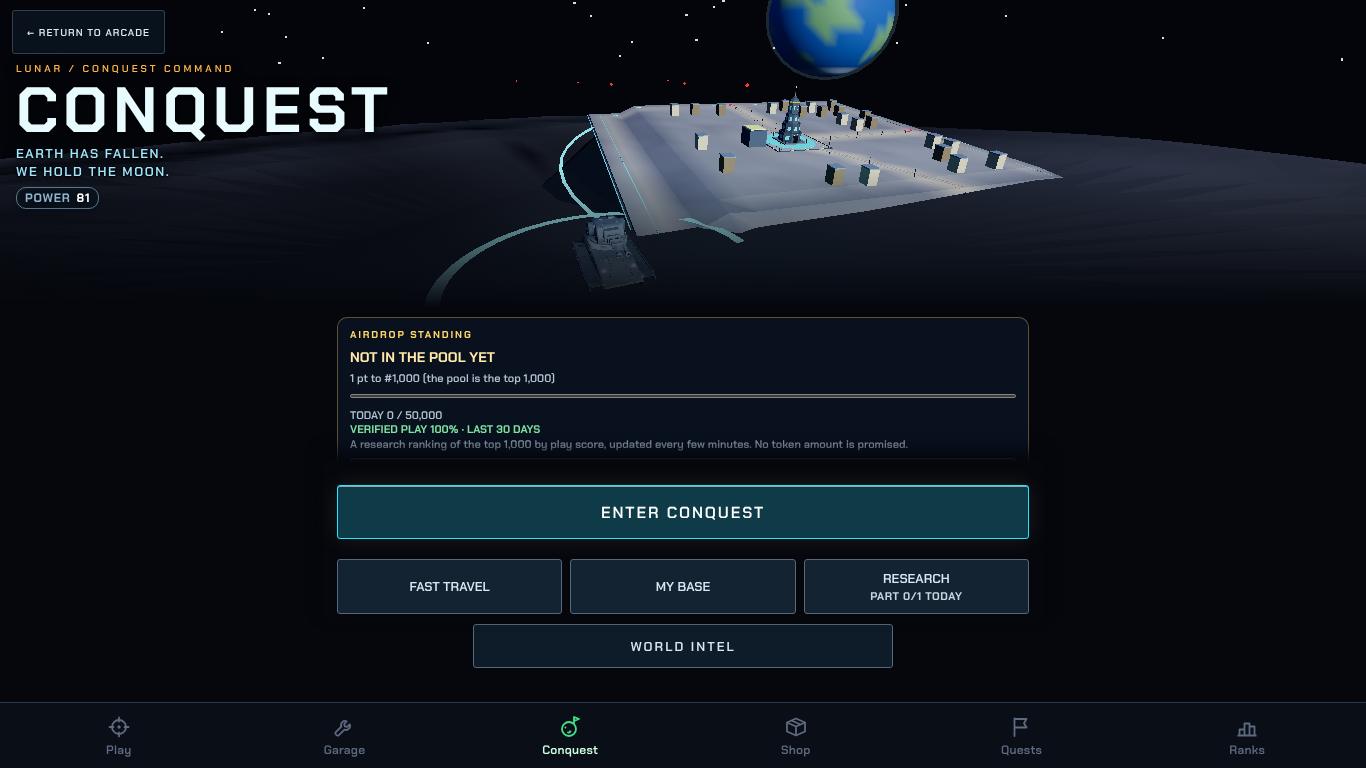 ← RETURN TO ARCADE
LUNAR / CONQUEST COMMAND
CONQUEST
EARTH HAS FALLEN.
WE HOLD THE MOON.
POWER 81
AIRDROP STANDING
NOT IN THE POOL YET
1 pt to #1,000 (the pool is the top 1,000)
TODAY 0 / 50,000
VERIFIED PLAY 100% · LAST 30 DAYS
A research ranking of the top 1,000 by play score, updated every few minutes. No token amount is promised.
ENTER CONQUEST
FAST TRAVEL
MY BASE
RESEARCH
PART 0/1 TODAY
WORLD INTEL
Play
Garage
Conquest
Shop
Quests
Ranks